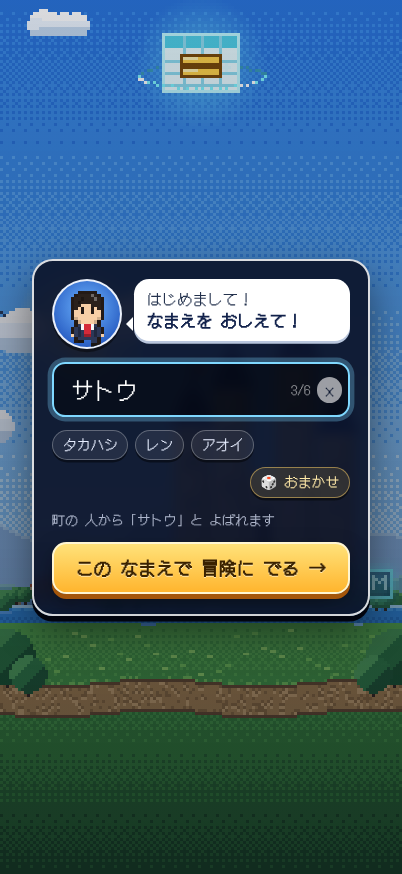 はじめまして!
なまえを おしえて!
サトウ
3/6 x
タカハシ レン アオイ
おまかせ
町の 人から「サトウ」と よばれます
この なまえで 冒険に でる →
M